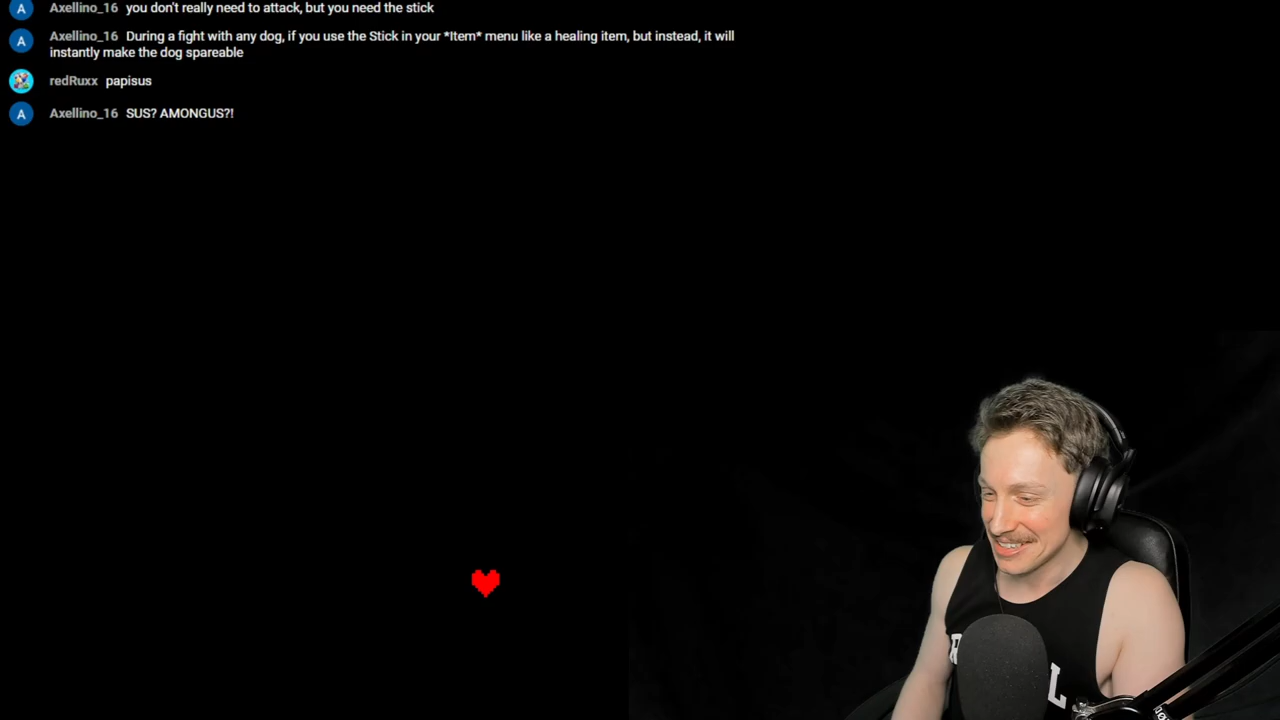 Axellino_16 you don't really need to attack, but you need the stick
Axellino_16 During a fight with any dog, if you use the Stick in your *Item* menu like a healing item, but instead, it will
instantly make the dog spareable
redRuxx papisus
Axellino_16 SUS? AMONGUS?!